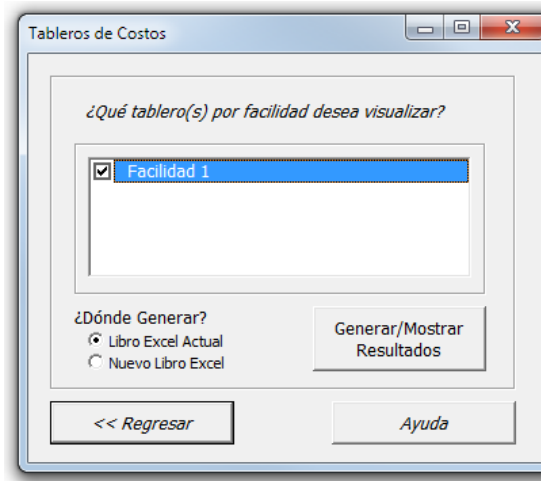 Tableros de Costos
¿Qué tablero(s) por facilidad desea visualizar?
Facilidad 1
¿Dónde Generar?
Libro Excel Actual
Nuevo Libro Excel
Generar/Mostrar
Resultados
<< Regresar
Ayuda